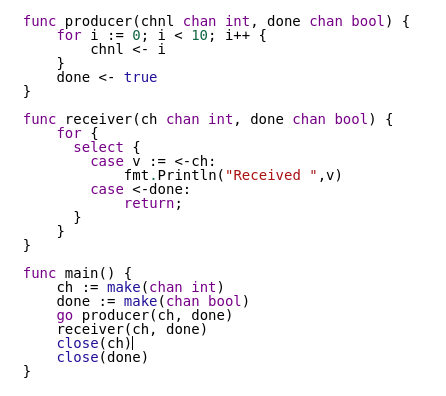 func producer(chnl chan int, done chan bool) {
    for i := 0; i < 10; i++ {
        chnl <- i
    }
    done <- true
}

func receiver(ch chan int, done chan bool) {
    for {
      select {
        case v := <-ch:
            fmt.Println("Received ",v)
        case <-done:
            return;
      }
    }
}

func main() {
    ch := make(chan int)
    done := make(chan bool)
    go producer(ch, done)
    receiver(ch, done)
    close(ch)
    close(done)
}